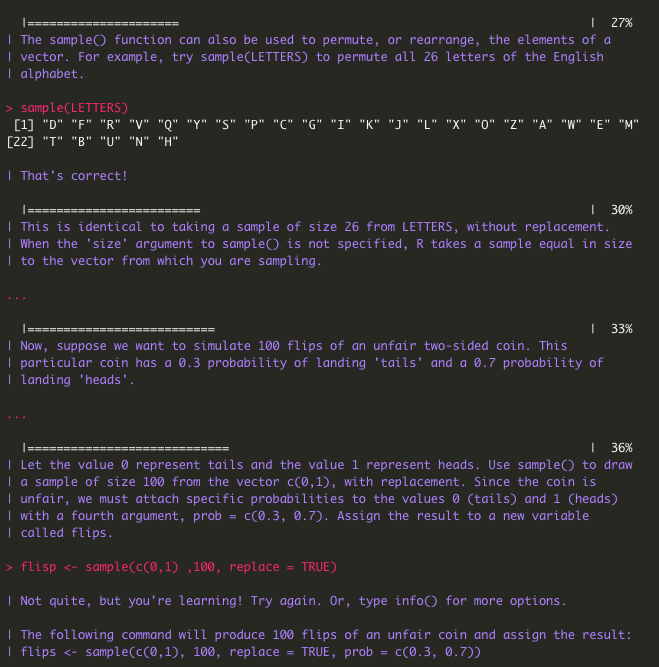 |===================== | 27%
| The sample() function can also be used to permute, or rearrange, the elements of a
| vector. For example, try sample(LETTERS) to permute all 26 letters of the English
| alphabet.
> sample(LETTERS)
[1] "D" "F" "R" "V" "Q" "Y" "S" "P" "C" "G" "I" "K" "J" "L" "X" "O" "Z" "A" "W" "E" "M"
[22] "T" "B" "U" "N" "H"
| That's correct!
|======================== | 30%
| This is identical to taking a sample of size 26 from LETTERS, without replacement.
| When the 'size' argument to sample() is not specified, R takes a sample equal in size
| to the vector from which you are sampling.
...
|========================== | 33%
| Now, suppose we want to simulate 100 flips of an unfair two-sided coin. This
| particular coin has a 0.3 probability of landing 'tails' and a 0.7 probability of
| landing 'heads'.
...
|============================ | 36%
| Let the value 0 represent tails and the value 1 represent heads. Use sample() to draw
| a sample of size 100 from the vector c(0,1), with replacement. Since the coin is
| unfair, we must attach specific probabilities to the values 0 (tails) and 1 (heads)
| with a fourth argument, prob = c(0.3, 0.7). Assign the result to a new variable
| called flips.
> flisp <- sample(c(0,1) ,100, replace = TRUE)
| Not quite, but you're learning! Try again. Or, type info() for more options.
| The following command will produce 100 flips of an unfair coin and assign the result:
| flips <- sample(c(0,1), 100, replace = TRUE, prob = c(0.3, 0.7))